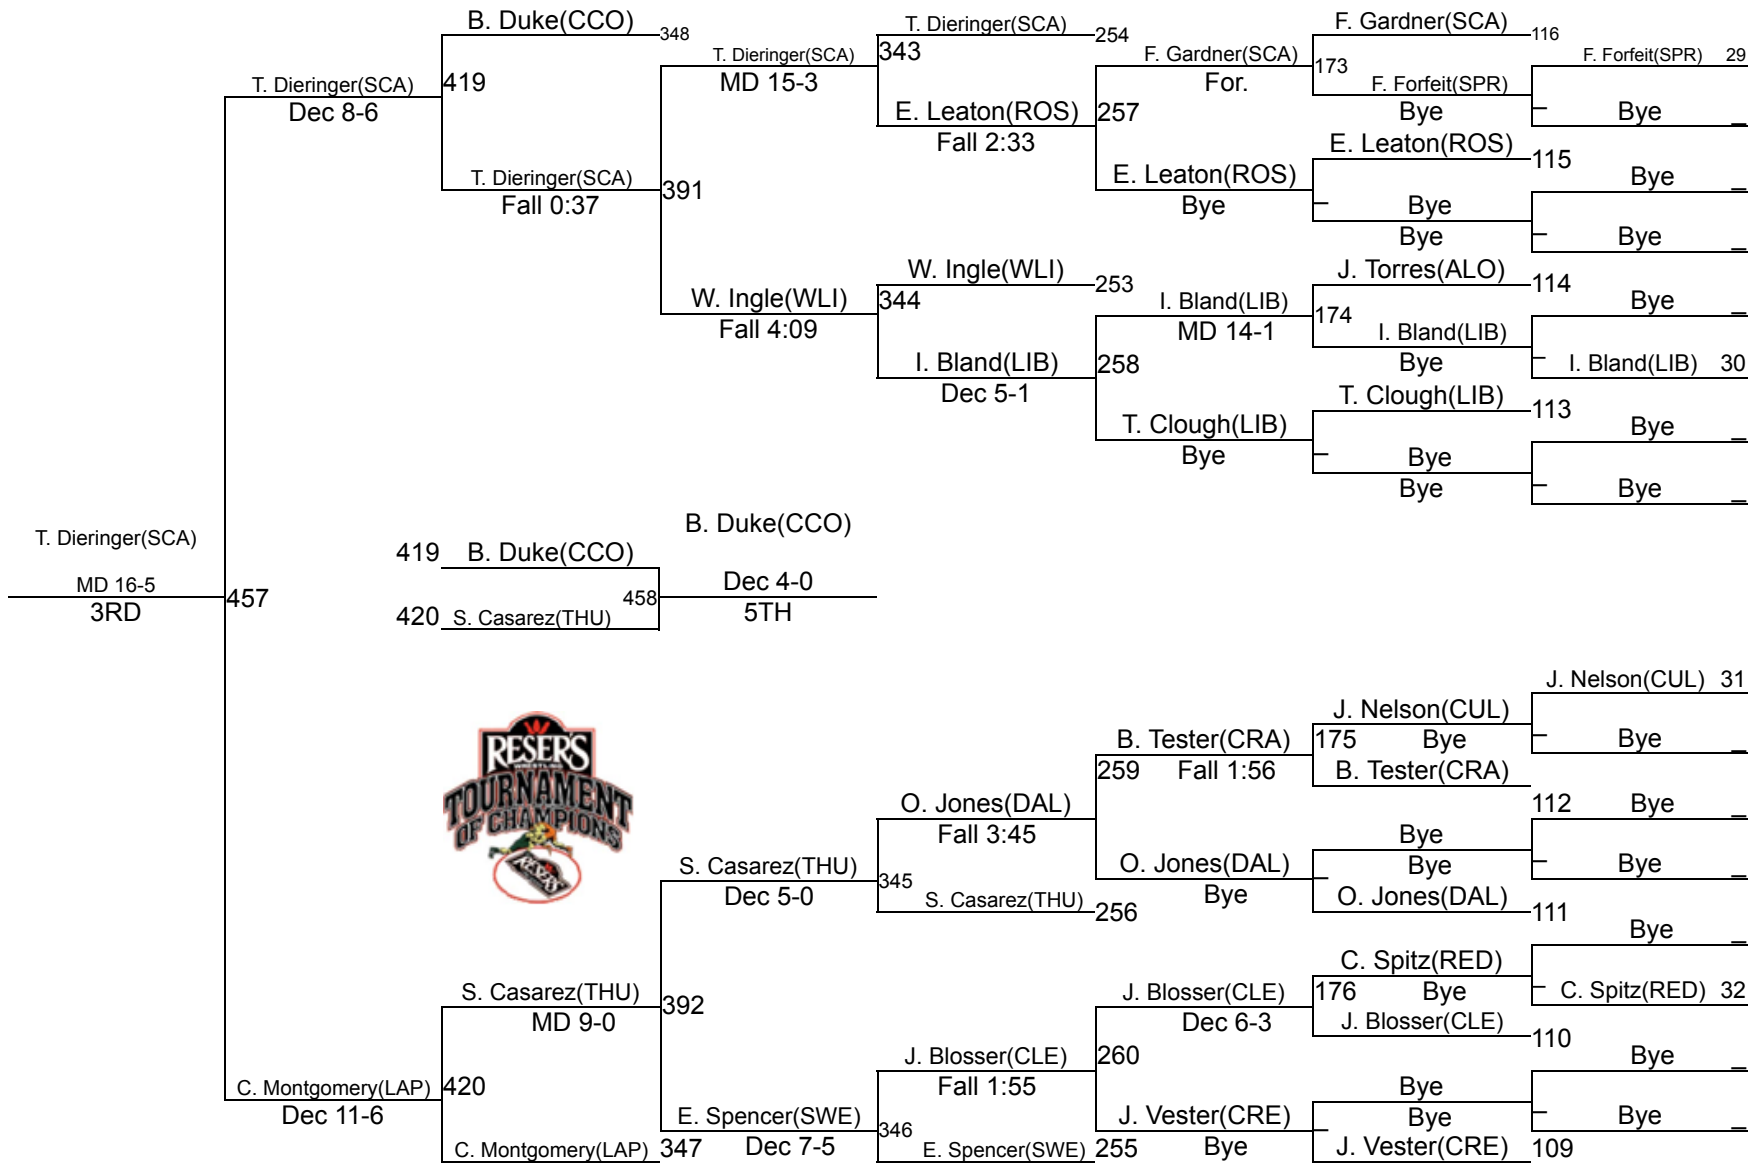 B. Duke(CCO) 348
T. Dieringer(SCA) 254
F. Gardner(SCA) 116
T. Dieringer(SCA) 343
F. Gardner(SCA) 173
F. Forfeit(SPR) 29
MD 15-3
For.
F. Forfeit(SPR)
T. Dieringer(SCA) 419
Dec 8-6
E. Leaton(ROS) 257
Bye
_ Bye _
Fall 2:33
E. Leaton(ROS) 115
T. Dieringer(SCA) 391
E. Leaton(ROS)
Bye _
Fall 0:37
Bye
_ Bye
Bye
_ Bye _
W. Ingle(WLI) 253
J. Torres(ALO) 114
W. Ingle(WLI) 344
I. Bland(LIB) 174
Bye _
Fall 4:09
MD 14-1
I. Bland(LIB)
I. Bland(LIB) 258
Bye
_ I. Bland(LIB) 30
Dec 5-1
T. Clough(LIB) 113
T. Clough(LIB)
Bye _
Bye
_ Bye
Bye
_ Bye _
T. Dieringer(SCA)
B. Duke(CCO)
419 B. Duke(CCO)
MD 16-5
457
458
Dec 4-0
3RD
420 S. Casarez(THU)
5TH
J. Nelson(CUL) 31
J. Nelson(CUL)
B. Tester(CRA) 175
Bye
_ Bye _
259 Fall 1:56
B. Tester(CRA)
RESER'S
WRESTLING
TOURNAMENT
OF CHAMPIONS
RESER'S
O. Jones(DAL)
112
Bye _
Fall 3:45
Bye
S. Casarez(THU)
O. Jones(DAL)
_ Bye
_ Bye _
Dec 5-0
345
S. Casarez(THU) 256
Bye
O. Jones(DAL) 111
Bye _
C. Spitz(RED)
S. Casarez(THU) 392
J. Blosser(CLE) 176
Bye
_ C. Spitz(RED) 32
MD 9-0
Dec 6-3
J. Blosser(CLE) 110
J. Blosser(CLE) 260
Bye _
C. Montgomery(LAP) 420
Fall 1:55
Bye
Dec 11-6
E. Spencer(SWE)
J. Vester(CRE)
_ Bye
_ Bye _
C. Montgomery(LAP) 347
Dec 7-5
346
E. Spencer(SWE) 255
Bye
J. Vester(CRE) 109